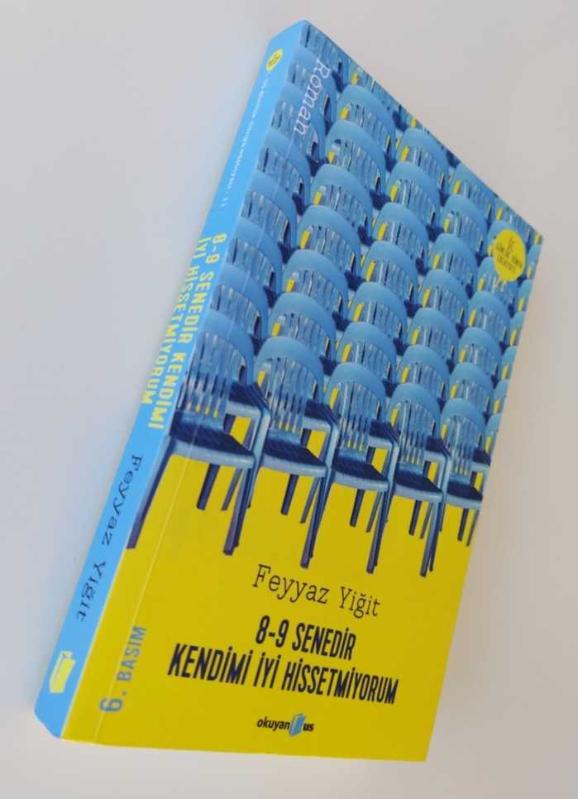 Roman
Feyyaz Yiğit
8-9 SENEDİR
KENDİMİ İYİ HİSSETMİYORUM
okuyan us
8-9 SENEDİR KENDİMİ
İYİ HİSSETMİYORUM
Feyyaz Yiğit
6. BASIM